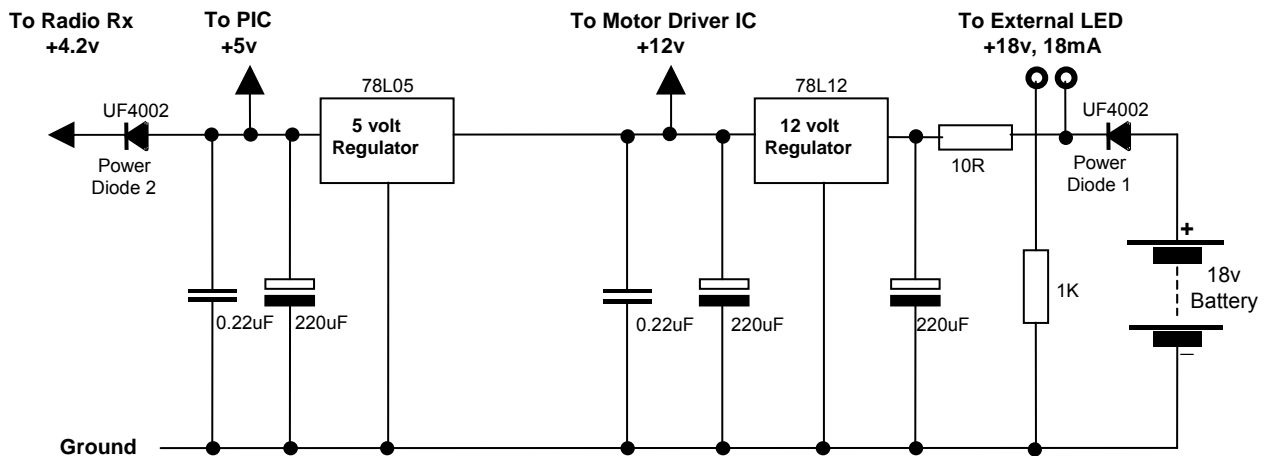 To Radio Rx
+4.2v
To PIC
+5v
To Motor Driver IC
+12v
To External LED
+18v, 18mA
78L05
78L12
UF4002
UF4002
5 volt
Regulator
12 volt
Regulator
Power
Diode 2
10R
Power
Diode 1
+
0.22uF
220uF
0.22uF
220uF
220uF
1K
18v
Battery
–
Ground